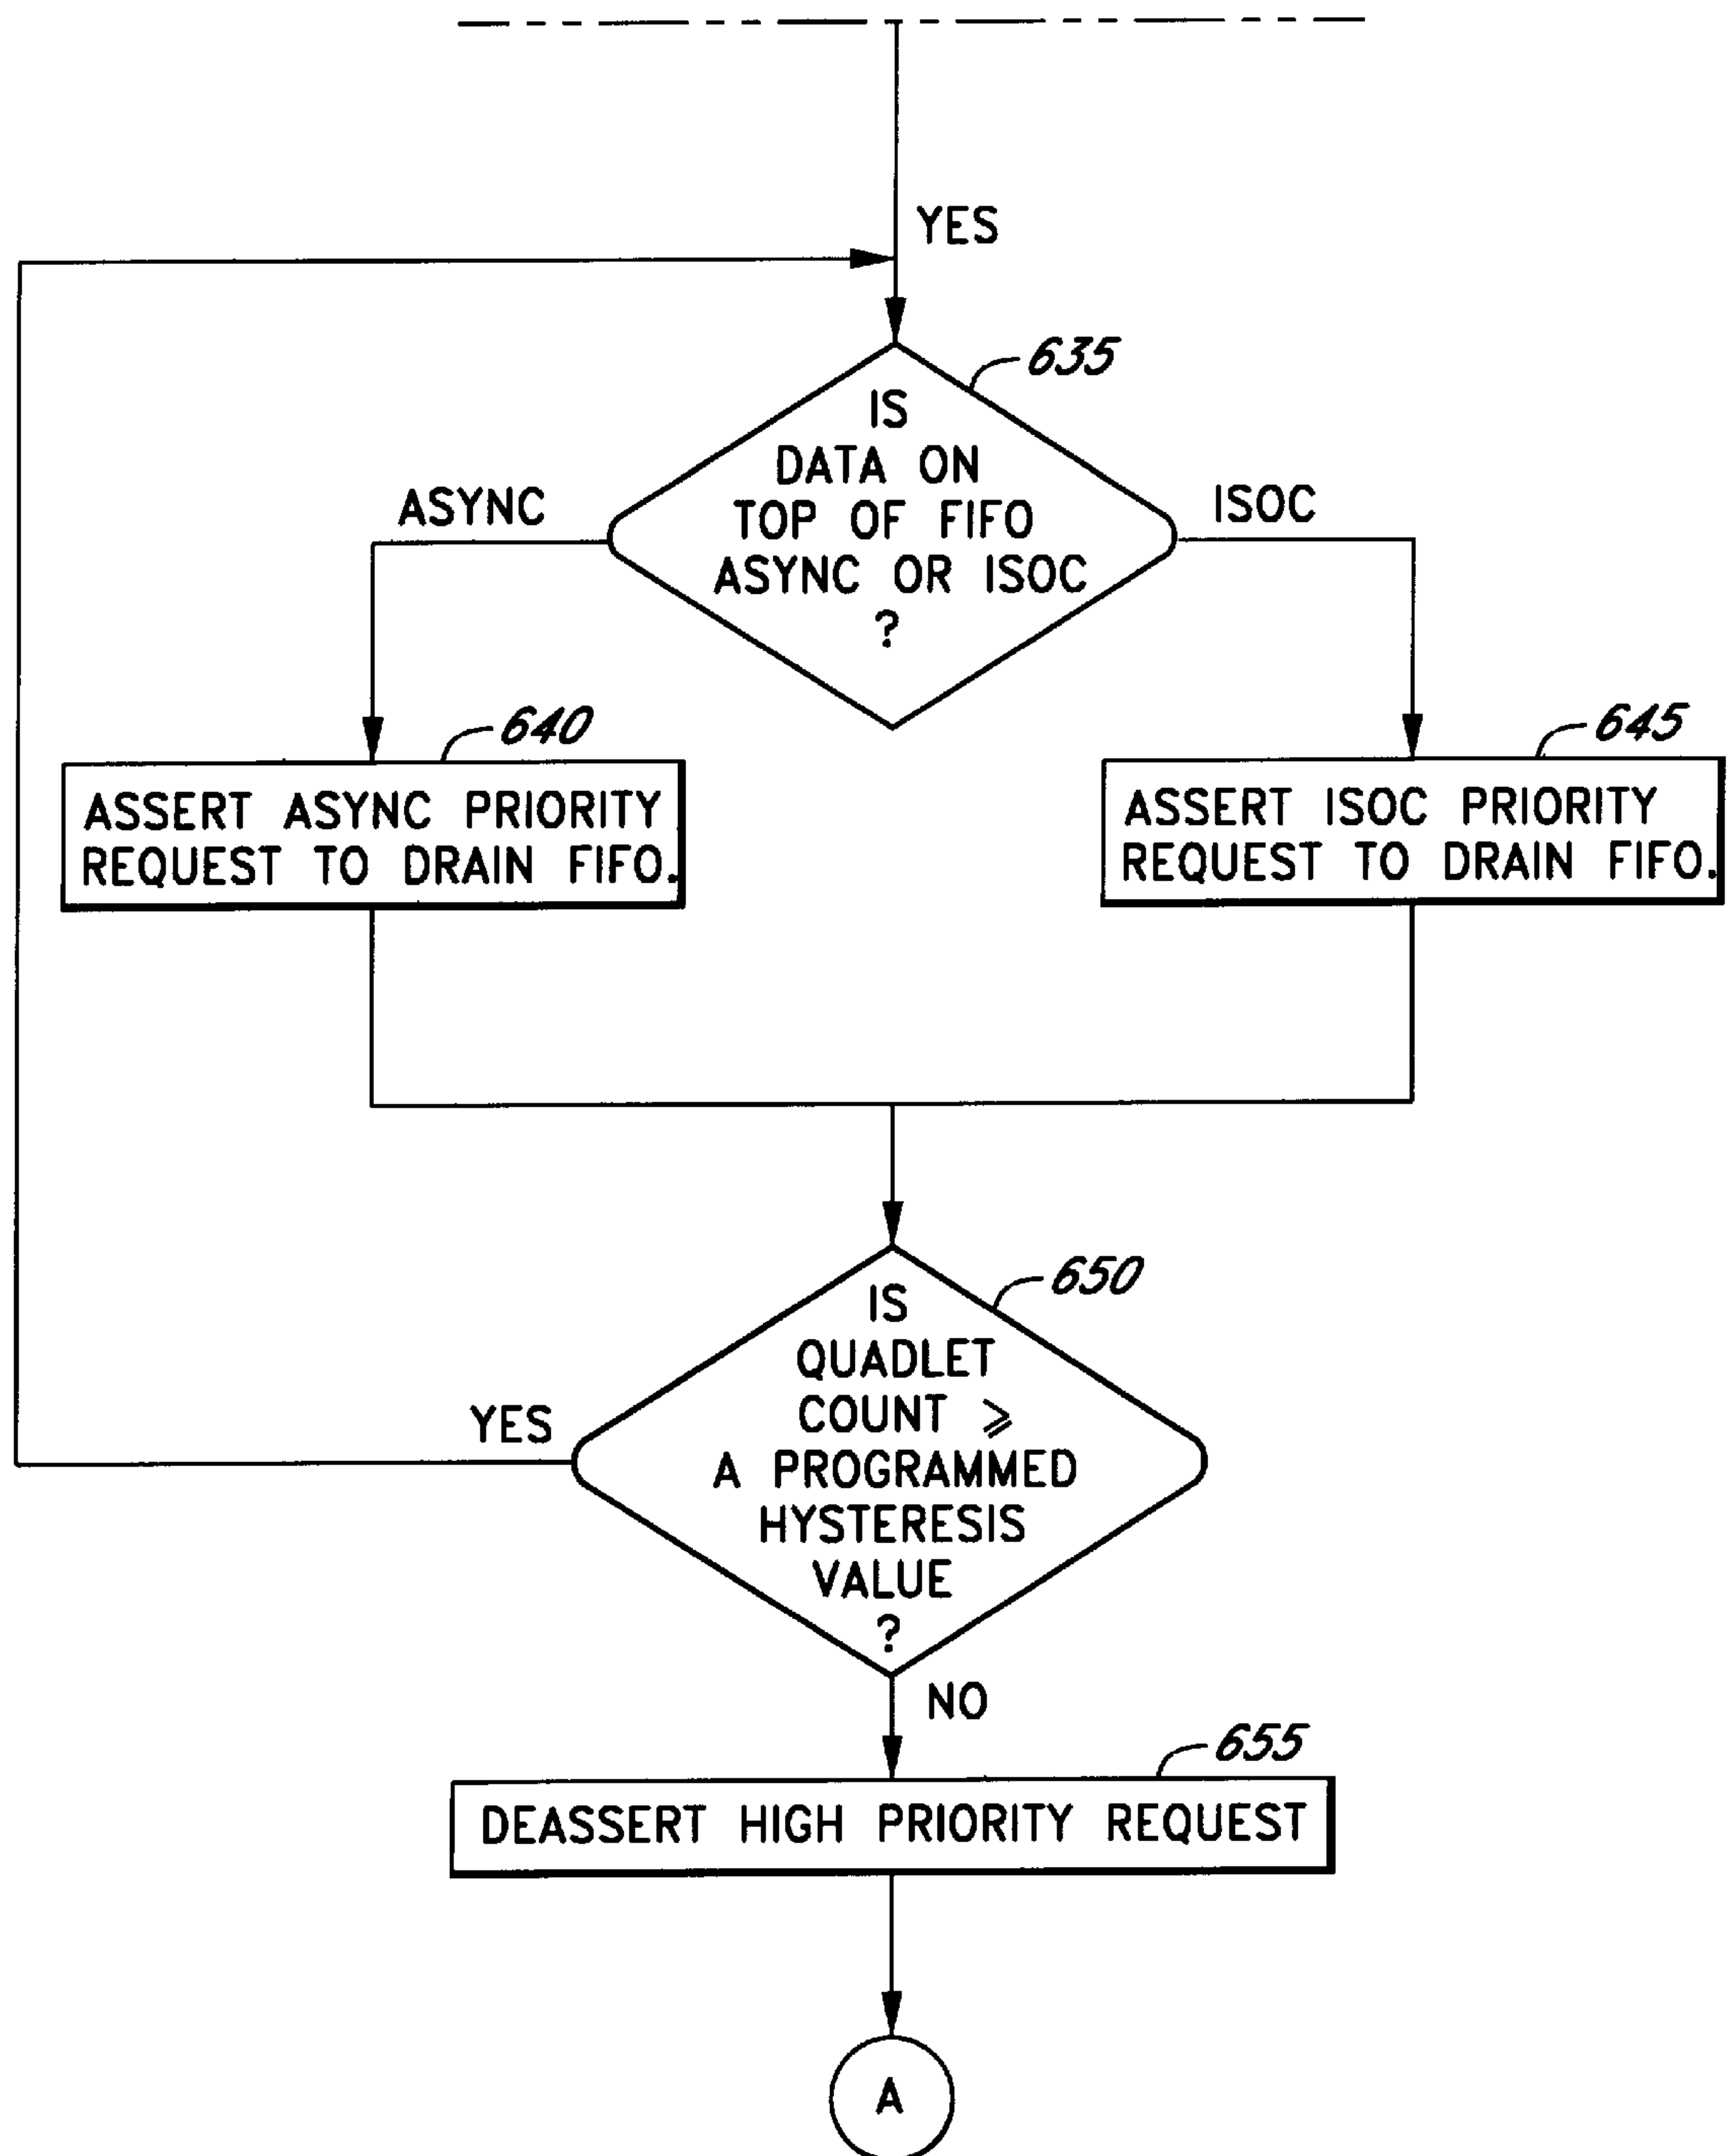 YES
635
IS
DATA ON
TOP OF FIFO
ASYNC OR ISOC
?
ASYNC
ISOC
640
ASSERT ASYNC PRIORITY
REQUEST TO DRAIN FIFO.
645
ASSERT ISOC PRIORITY
REQUEST TO DRAIN FIFO.
650
IS
QUADLET
COUNT ⩾
A PROGRAMMED
HYSTERESIS
VALUE
?
YES
NO
655
DEASSERT HIGH PRIORITY REQUEST
A